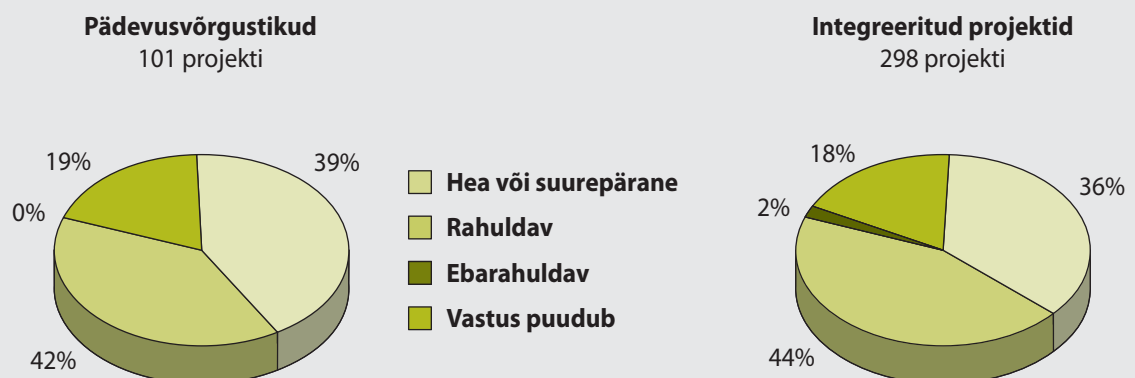 Pädevusvõrgustikud
101 projekti
19%
39%
0%
42%
Hea või suurepärane
Rahuldav
Ebarahuldav
Vastus puudub
Integreeritud projektid
298 projekti
18%
36%
2%
44%